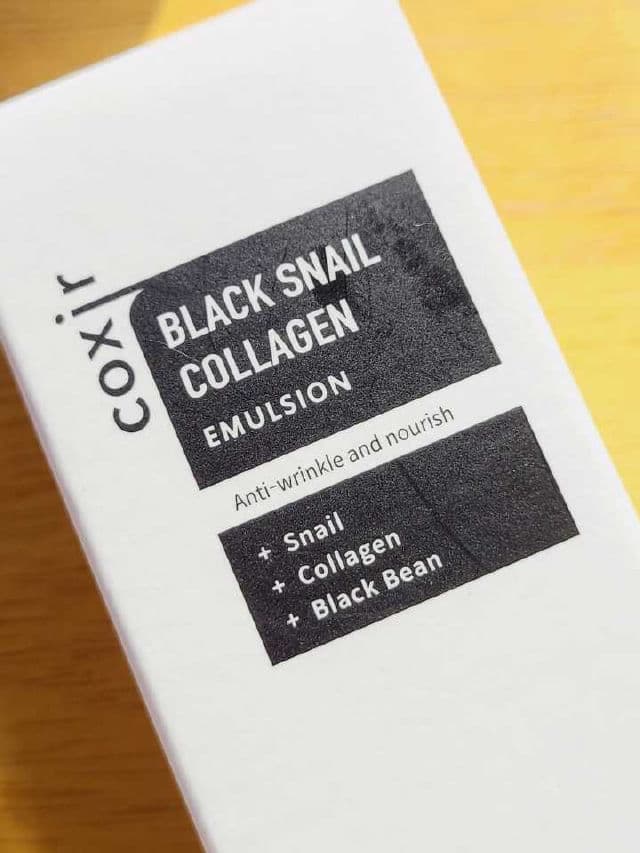 coxir
BLACK SNAIL
COLLAGEN
EMULSION
Anti-wrinkle and nourish
+ Snail
+ Collagen
+ Black Bean